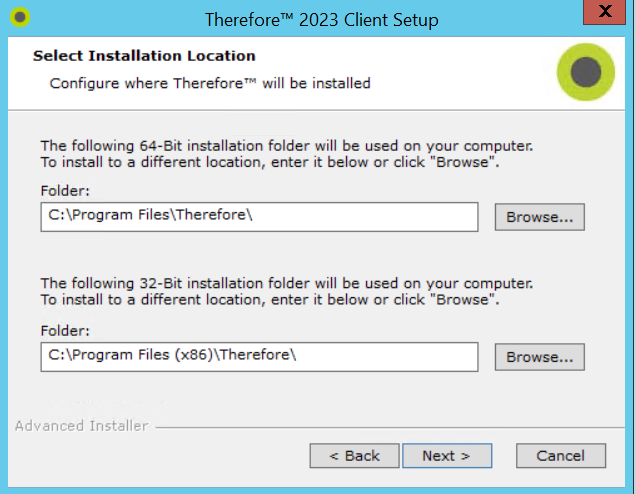 Therefore™ 2023 Client Setup
X
Select Installation Location
Configure where Therefore™ will be installed
The following 64-Bit installation folder will be used on your computer.
To install to a different location, enter it below or click "Browse".
Folder:
C:\Program Files\Therefore\
Browse...
The following 32-Bit installation folder will be used on your computer.
To install to a different location, enter it below or click "Browse".
Folder:
C:\Program Files (x86)\Therefore\
Browse...
Advanced Installer
< Back
Next >
Cancel